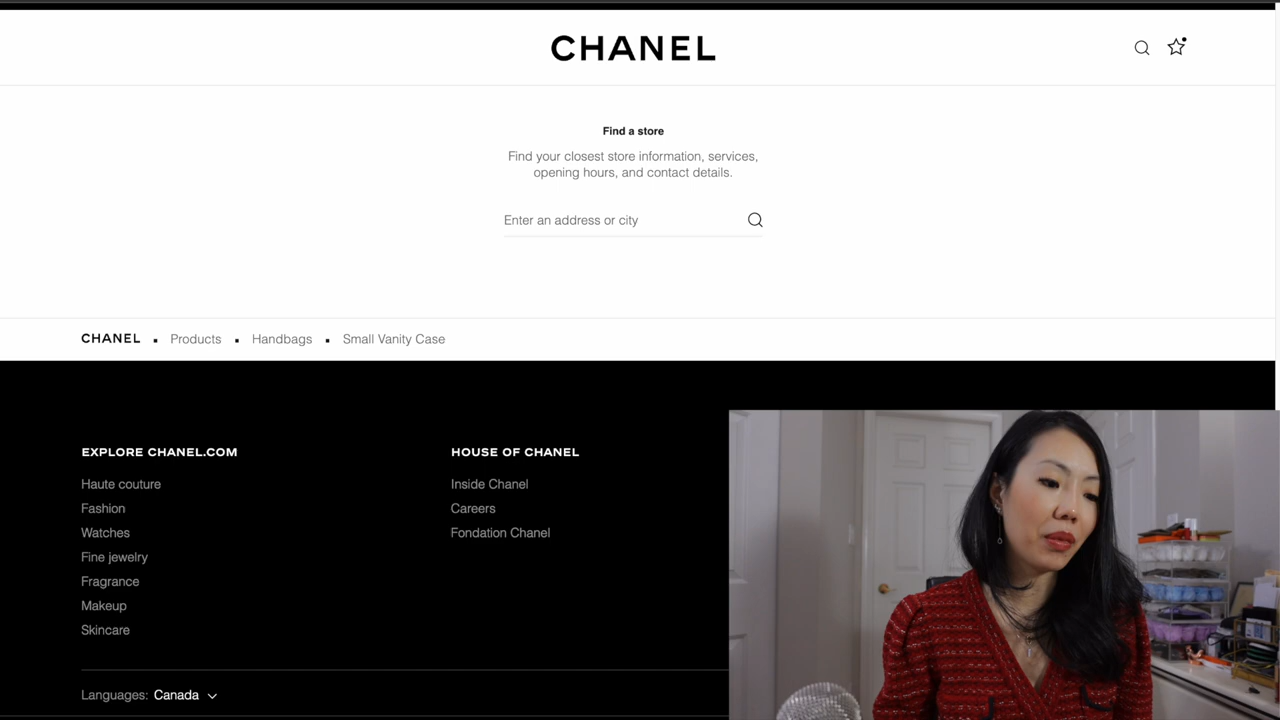 CHANEL
Find a store
Find your closest store information, services,
opening hours, and contact details.
Enter an address or city
CHANEL ▪ Products ▪ Handbags ▪ Small Vanity Case
EXPLORE CHANEL.COM
Haute couture
Fashion
Watches
Fine jewelry
Fragrance
Makeup
Skincare
HOUSE OF CHANEL
Inside Chanel
Careers
Fondation Chanel
Languages: Canada